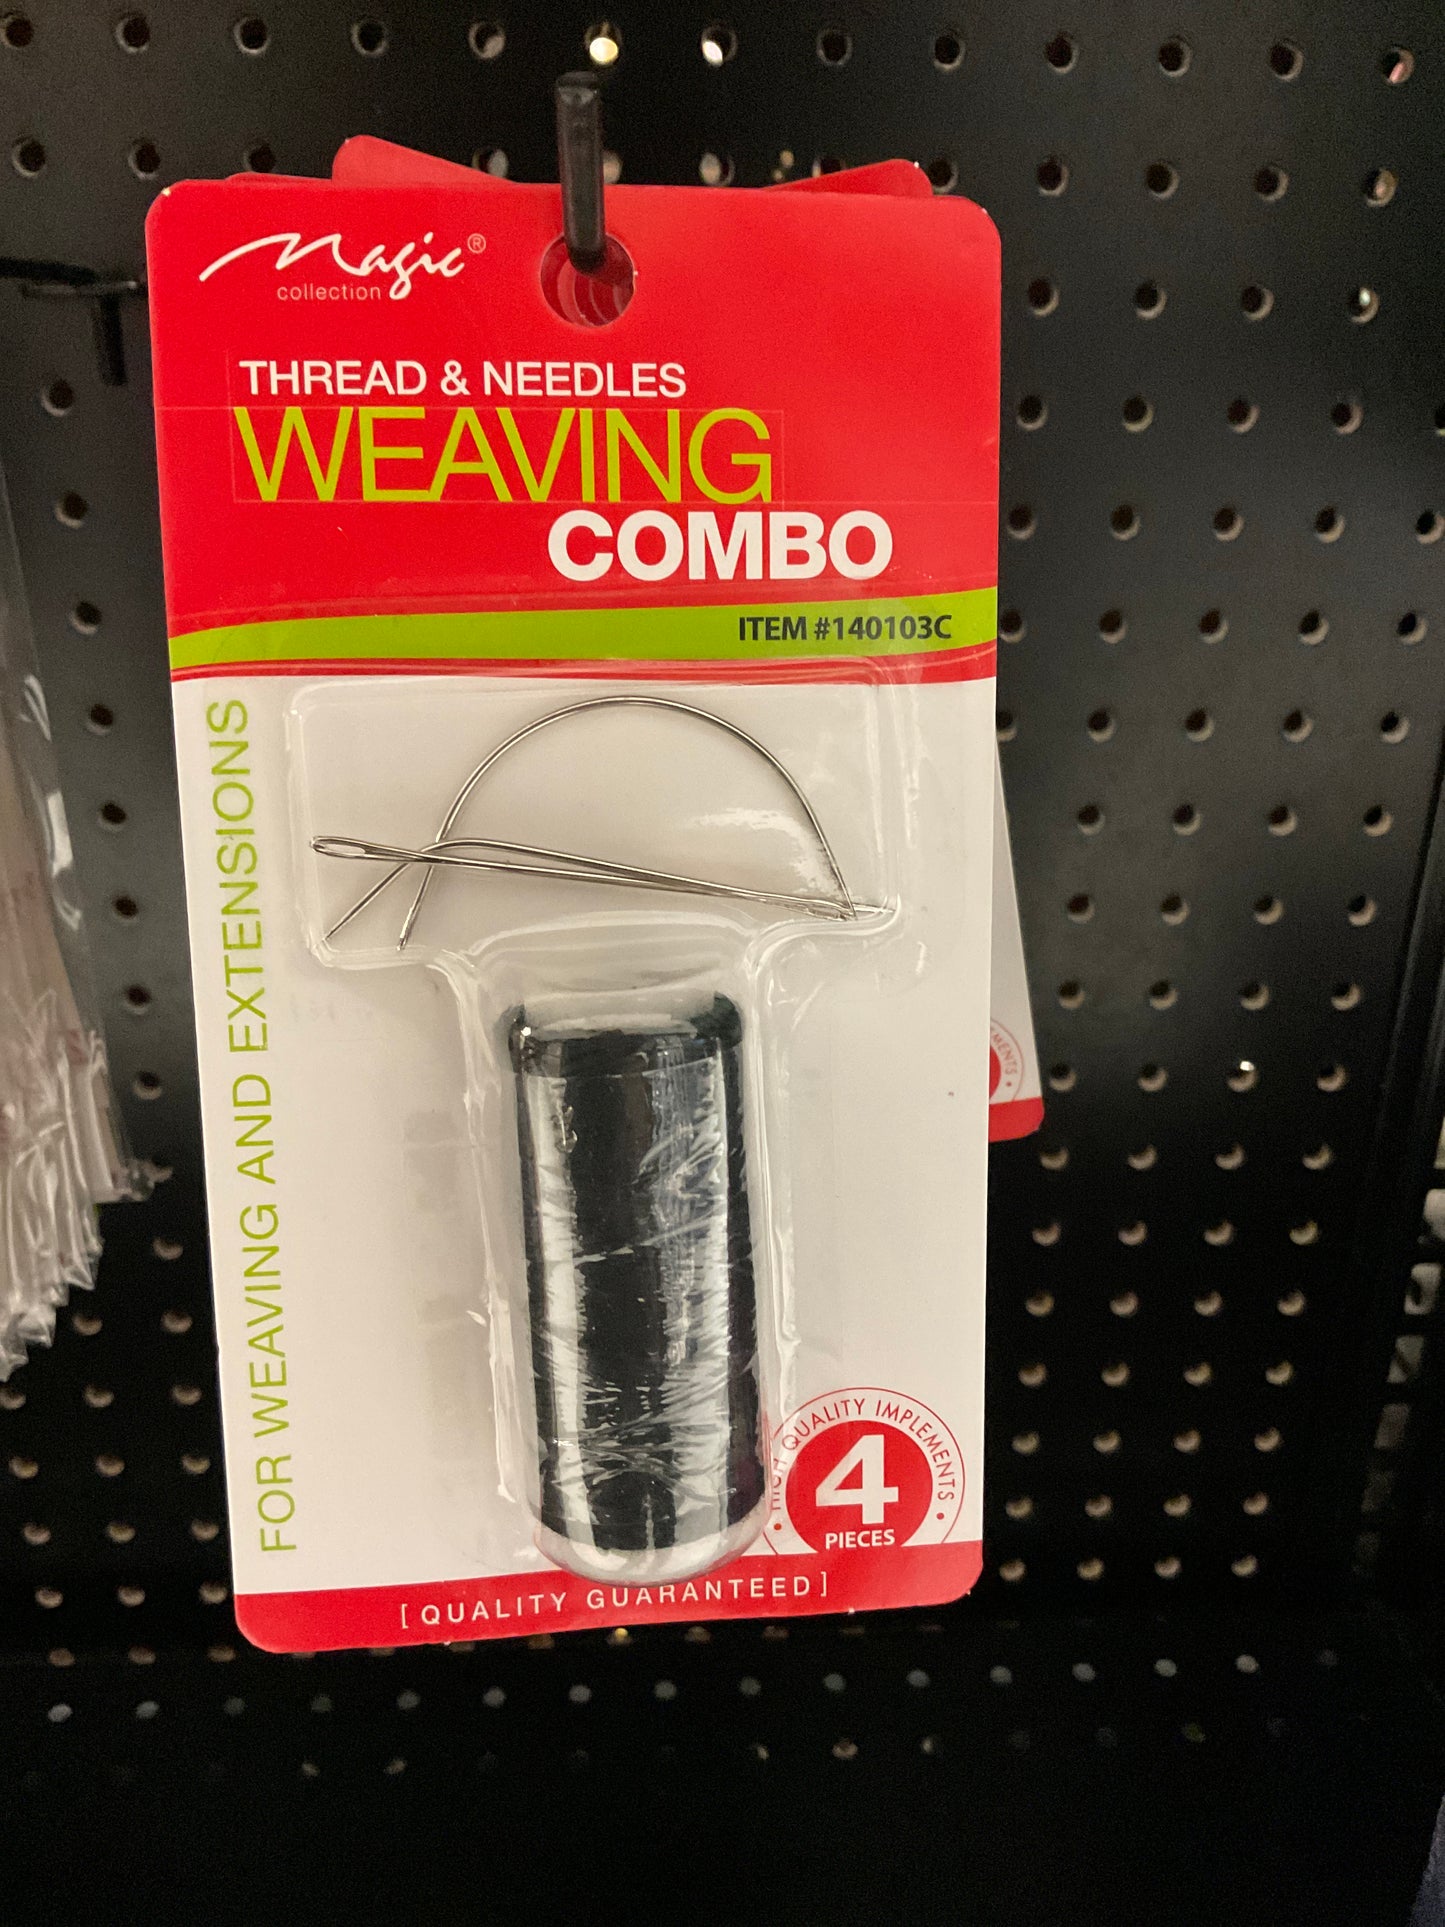 Magic®
collection
THREAD & NEEDLES
WEAVING
COMBO
ITEM #140103C
FOR WEAVING AND EXTENSIONS
• HIGH QUALITY IMPLEMENTS •
4
PIECES
[ QUALITY GUARANTEED ]
EMENTS •